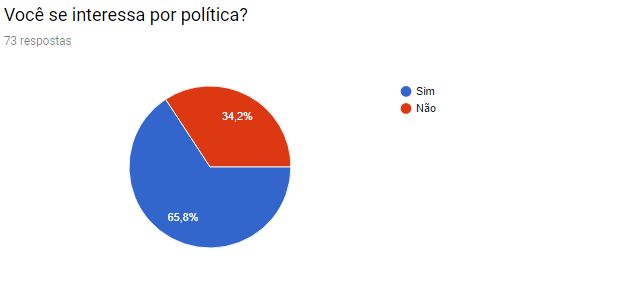 Você se interessa por política?
73 respostas
Sim
Não
34,2%
65,8%